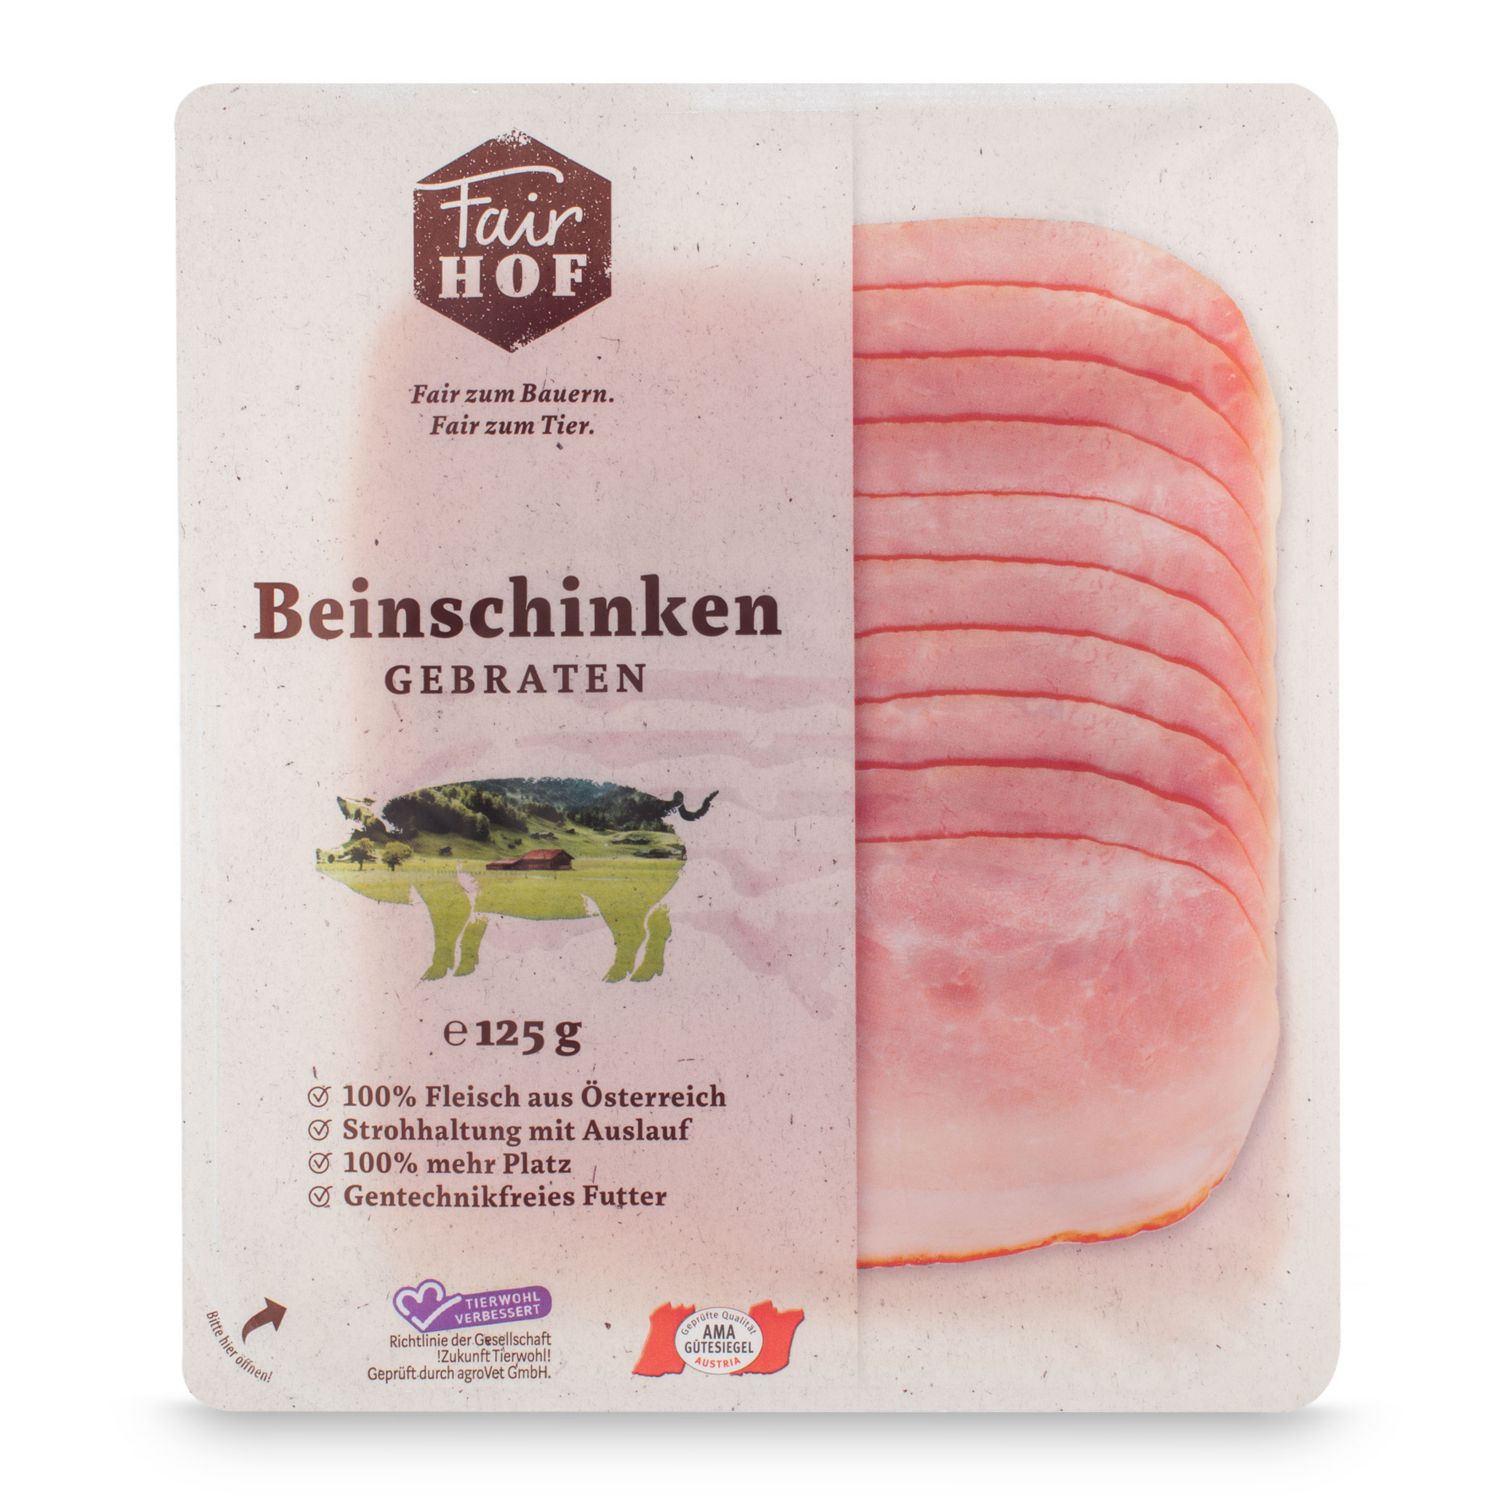 Fair
HOF
Fair zum Bauern.
Fair zum Tier.
Beinschinken
GEBRATEN
℮ 125 g
100% Fleisch aus Österreich
Strohhaltung mit Auslauf
100% mehr Platz
Gentechnikfreies Futter
Bitte hier öffnen!
TIERWOHL
VERBESSERT
Richtlinie der Gesellschaft
!Zukunft Tierwohl!
Geprüft durch agroVet GmbH.
Geprüfte Qualität
AMA
GÜTESIEGEL
AUSTRIA